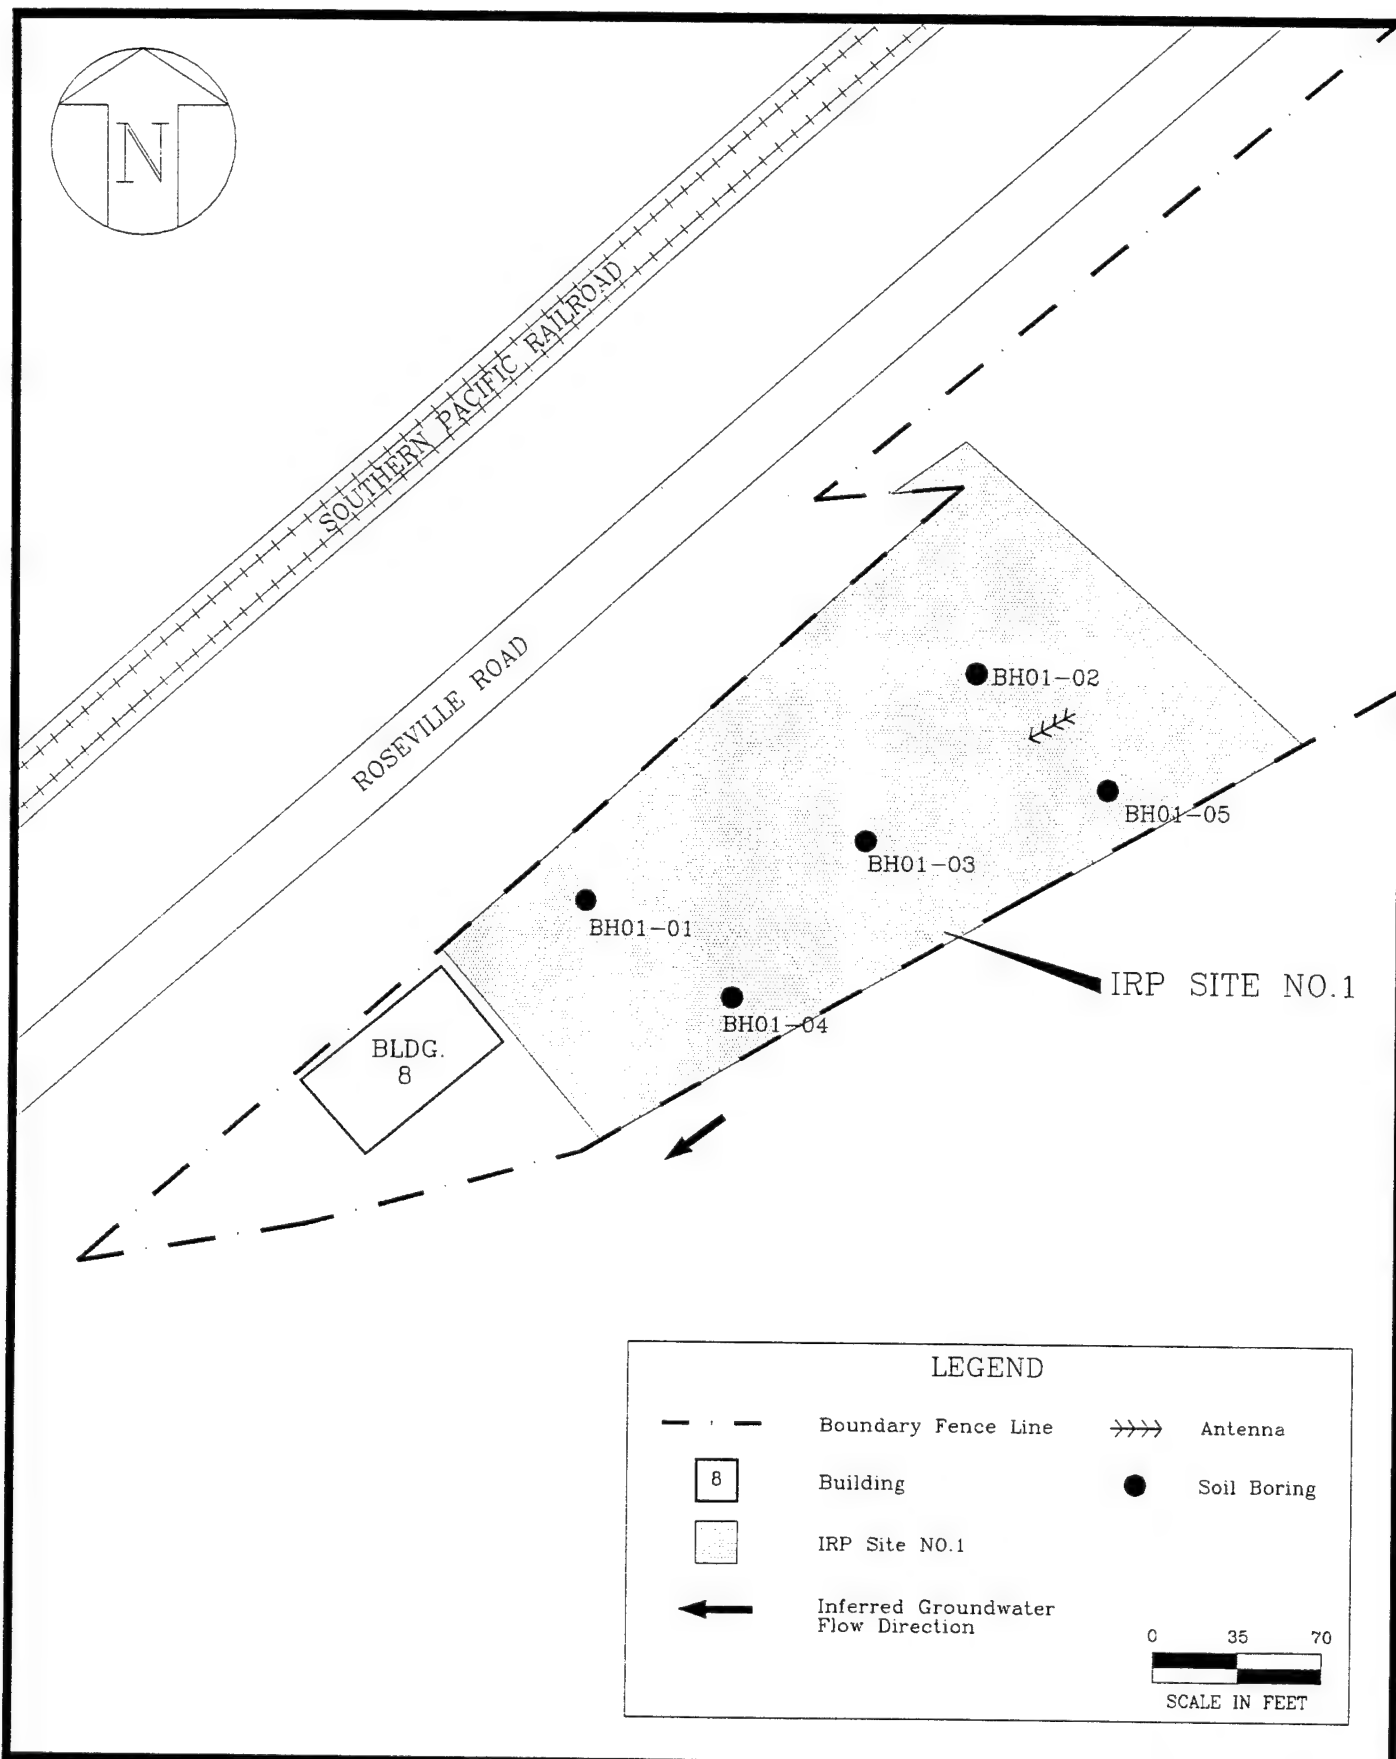 N
SOUTHERN PACIFIC RAILROAD
ROSEVILLE ROAD
BH01-02
BH01-05
BH01-03
BH01-01
IRP SITE NO.1
BH01-04
BLDG.
8
LEGEND
Boundary Fence Line
Antenna
8
Building
Soil Boring
IRP Site NO.1
Inferred Groundwater
Flow Direction
0 35 70
SCALE IN FEET